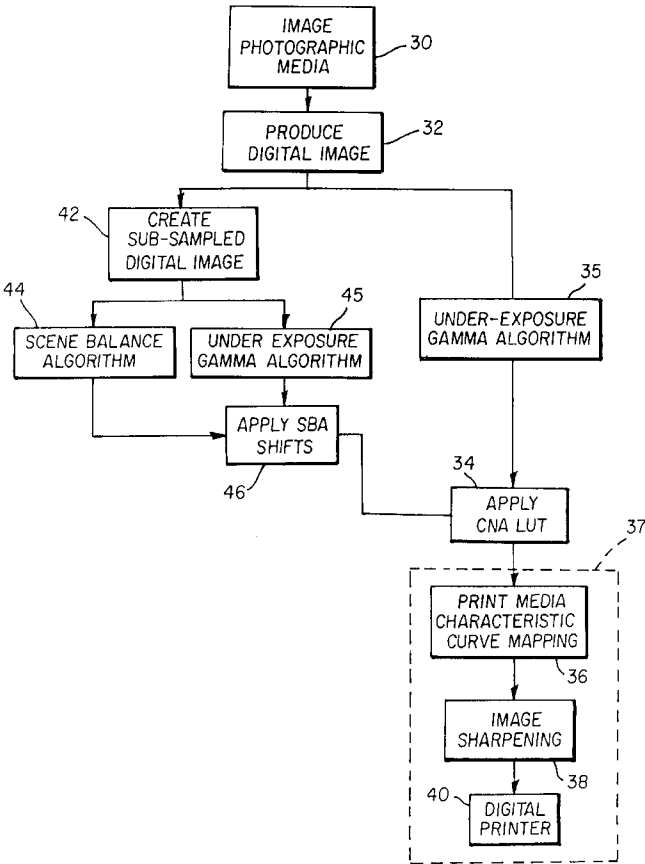 IMAGE
PHOTOGRAPHIC
MEDIA
30
PRODUCE
DIGITAL IMAGE
32
42
CREATE
SUB-SAMPLED
DIGITAL IMAGE
44
SCENE BALANCE
ALGORITHM
45
UNDER EXPOSURE
GAMMA ALGORITHM
35
UNDER-EXPOSURE
GAMMA ALGORITHM
APPLY SBA
SHIFTS
46
34
APPLY
CNA LUT
37
PRINT MEDIA
CHARACTERISTIC
CURVE MAPPING
36
IMAGE
SHARPENING
38
40
DIGITAL
PRINTER